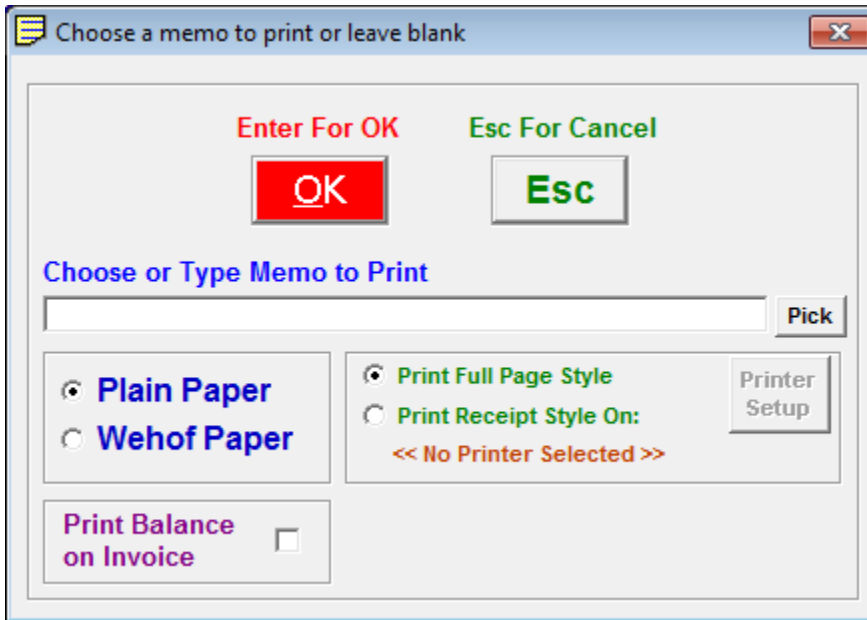 Choose a memo to print or leave blank
Enter For OK
Esc For Cancel
OK
Esc
Choose or Type Memo to Print
Pick
Plain Paper
Wehof Paper
Print Full Page Style
Print Receipt Style On:
<< No Printer Selected >>
Printer
Setup
Print Balance
on Invoice